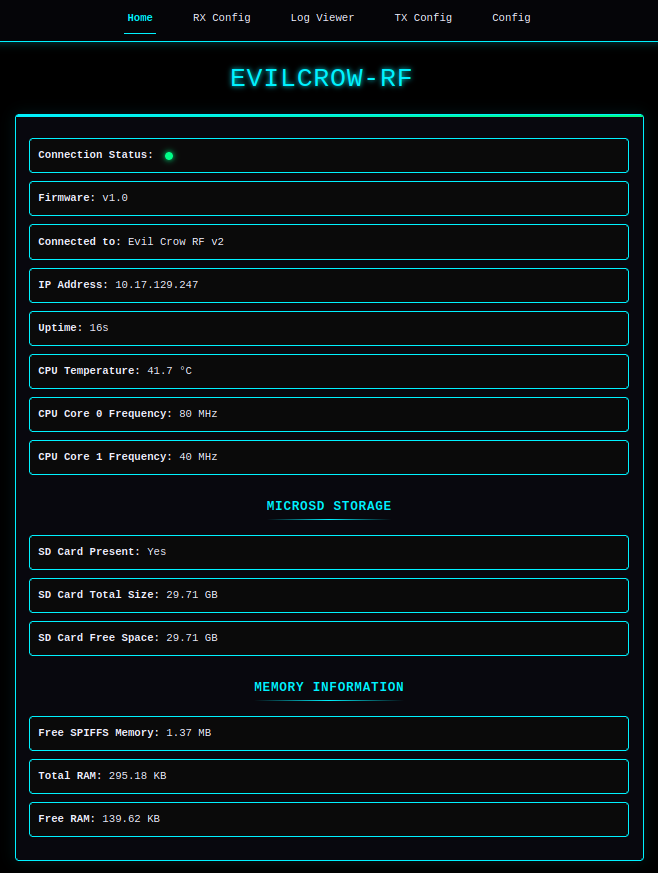 Home RX Config Log Viewer TX Config Config
EVILCROW-RF
Connection Status:
Firmware: v1.0
Connected to: Evil Crow RF v2
IP Address: 10.17.129.247
Uptime: 16s
CPU Temperature: 41.7 °C
CPU Core 0 Frequency: 80 MHz
CPU Core 1 Frequency: 40 MHz
MICROSD STORAGE
SD Card Present: Yes
SD Card Total Size: 29.71 GB
SD Card Free Space: 29.71 GB
MEMORY INFORMATION
Free SPIFFS Memory: 1.37 MB
Total RAM: 295.18 KB
Free RAM: 139.62 KB